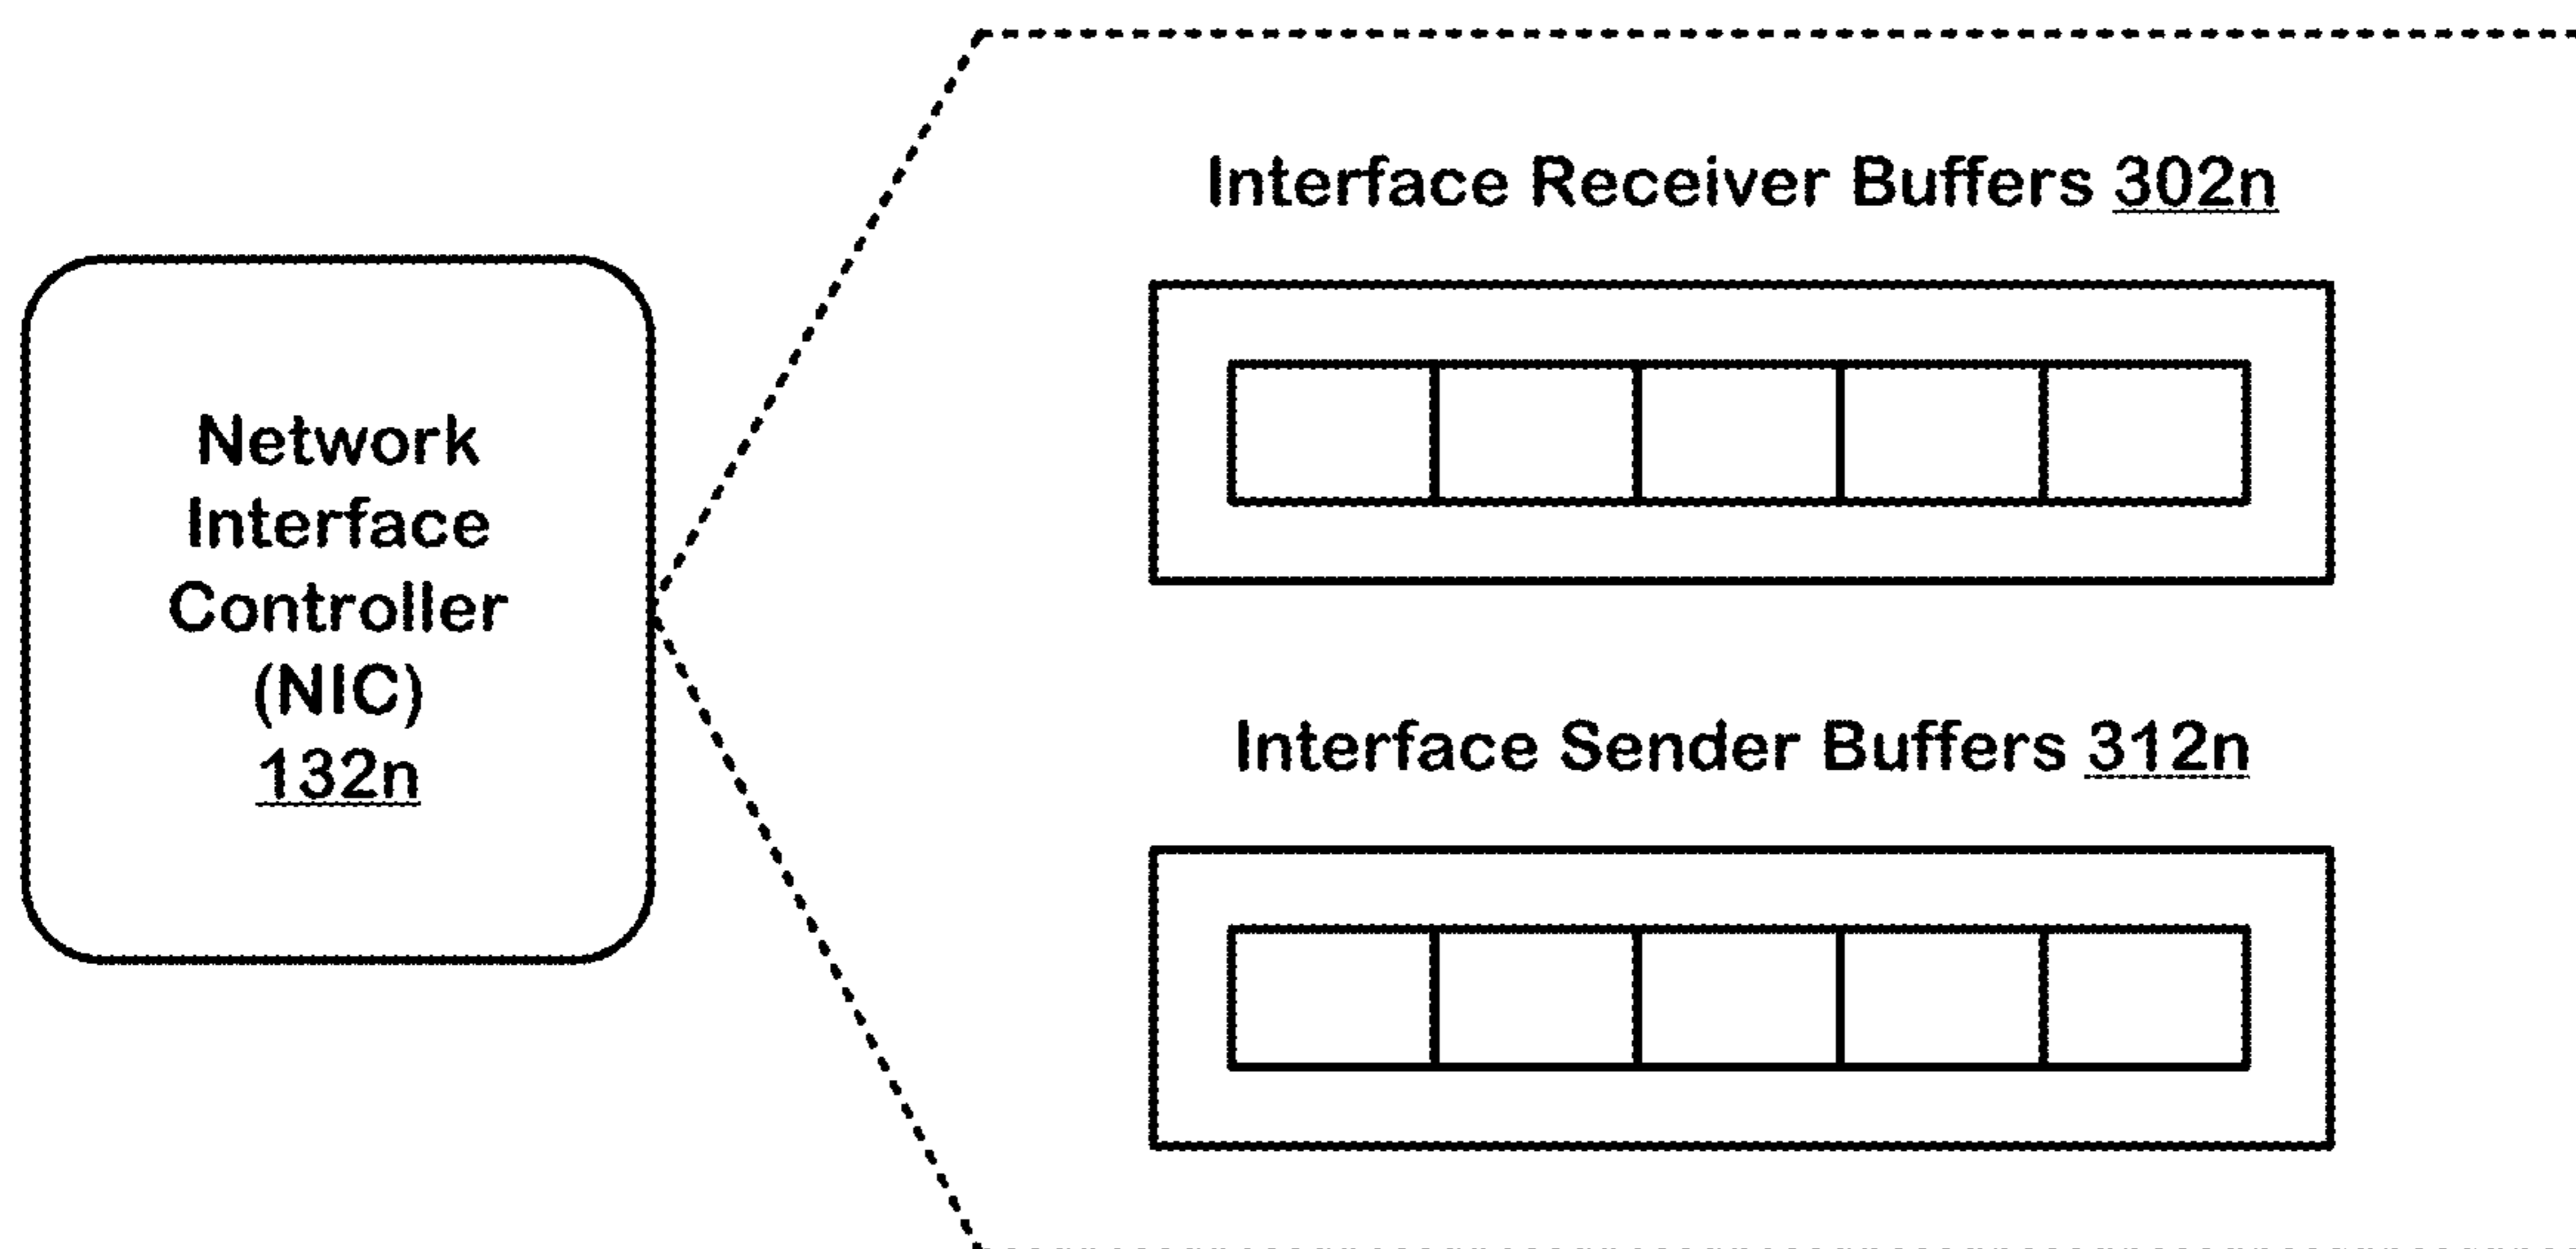 Network
Interface
Controller
(NIC)
132n
Interface Receiver Buffers 302n
Interface Sender Buffers 312n